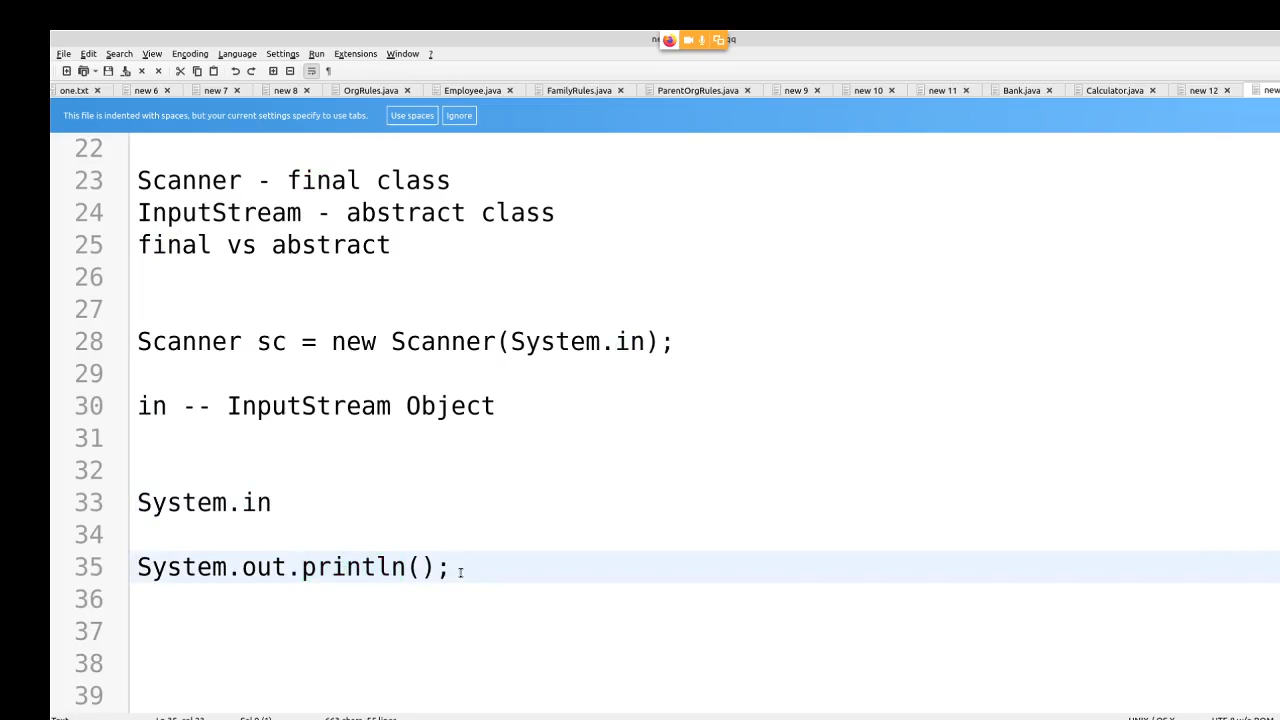 File Edit Search View Encoding Language Settings Run Extensions Window ?
one.txt new 6 new 7 new 8 OrgRules.java Employee.java FamilyRules.java ParentOrgRules.java new 9 new 10 new 11 Bank.java Calculator.java new 12 new
This file is indented with spaces, but your current settings specify to use tabs. Use spaces Ignore
22
23 Scanner - final class
24 InputStream - abstract class
25 final vs abstract
26
27
28 Scanner sc = new Scanner(System.in);
29
30 in -- InputStream Object
31
32
33 System.in
34
35 System.out.println();
36
37
38
39